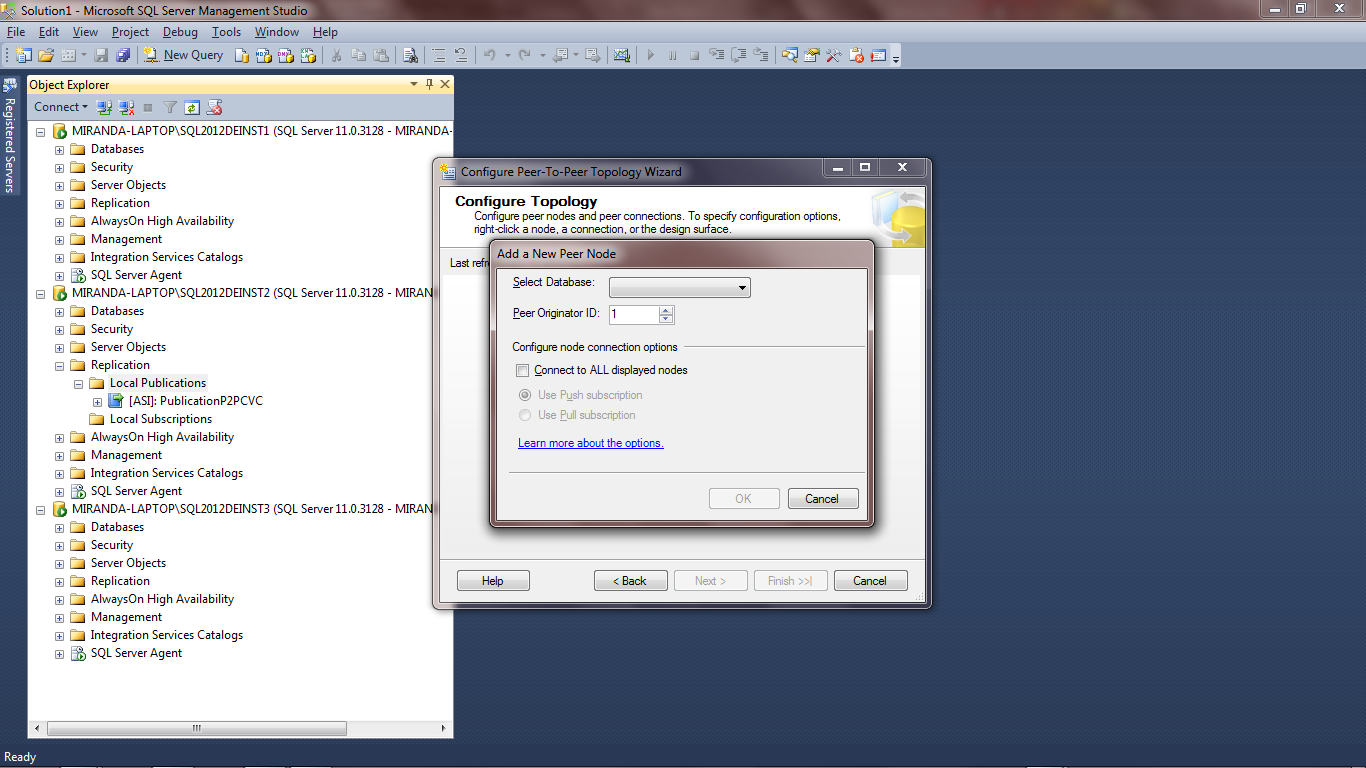 Solution1 - Microsoft SQL Server Management Studio
File Edit View Project Debug Tools Window Help
New Query
Registered Servers
Object Explorer
Connect
MIRANDA-LAPTOP\SQL2012DEINST1 (SQL Server 11.0.3128 - MIRANDA-
Databases
Security
Server Objects
Replication
AlwaysOn High Availability
Management
Integration Services Catalogs
SQL Server Agent
MIRANDA-LAPTOP\SQL2012DEINST2 (SQL Server 11.0.3128 - MIRAN
Databases
Security
Server Objects
Replication
Local Publications
[ASI]: PublicationP2PCVC
Local Subscriptions
AlwaysOn High Availability
Management
Integration Services Catalogs
SQL Server Agent
MIRANDA-LAPTOP\SQL2012DEINST3 (SQL Server 11.0.3128 - MIRAN
Databases
Security
Server Objects
Replication
AlwaysOn High Availability
Management
Integration Services Catalogs
SQL Server Agent
Configure Peer-To-Peer Topology Wizard
Configure Topology
Configure peer nodes and peer connections. To specify configuration options,
right-click a node, a connection, or the design surface.
Last refr
Add a New Peer Node
Select Database:
Peer Originator ID: 1
Configure node connection options
Connect to ALL displayed nodes
Use Push subscription
Use Pull subscription
Learn more about the options.
OK Cancel
Help < Back Next > Finish >>| Cancel
Ready